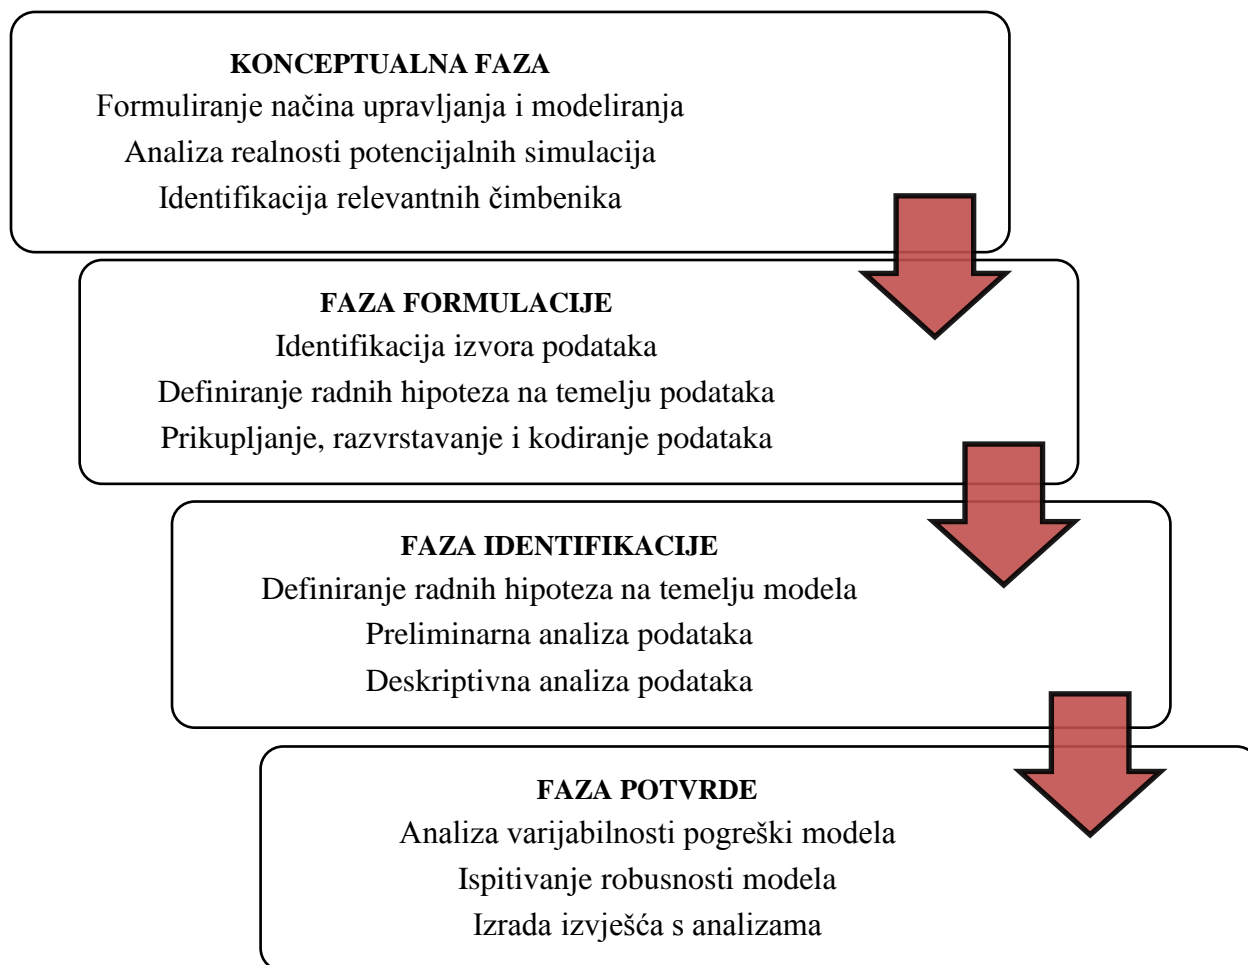 KONCEPTUALNA FAZA
Formuliranje načina upravljanja i modeliranja
Analiza realnosti potencijalnih simulacija
Identifikacija relevantnih čimbenika
FAZA FORMULACIJE
Identifikacija izvora podataka
Definiranje radnih hipoteza na temelju podataka
Prikupljanje, razvrstavanje i kodiranje podataka
FAZA IDENTIFIKACIJE
Definiranje radnih hipoteza na temelju modela
Preliminarna analiza podataka
Deskriptivna analiza podataka
FAZA POTVRDE
Analiza varijabilnosti pogreški modela
Ispitivanje robusnosti modela
Izrada izvješća s analizama